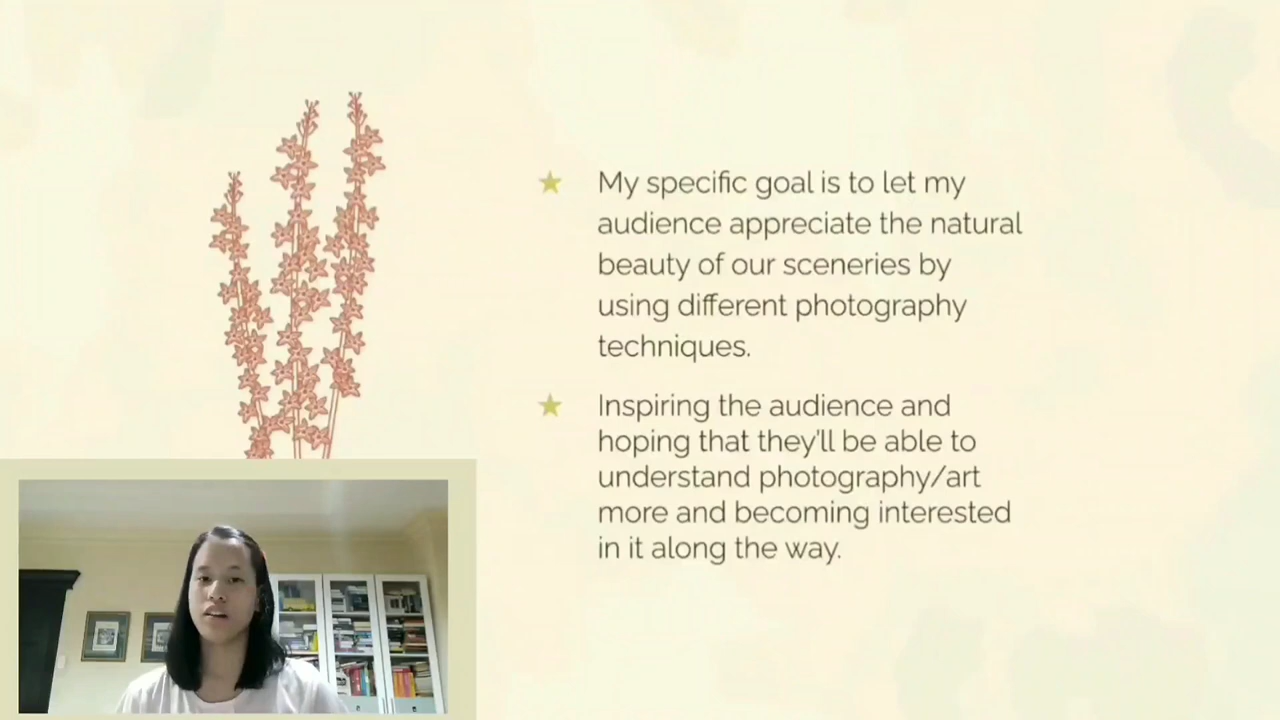 My specific goal is to let my
audience appreciate the natural
beauty of our sceneries by
using different photography
techniques.
Inspiring the audience and
hoping that they'll be able to
understand photography/art
more and becoming interested
in it along the way.